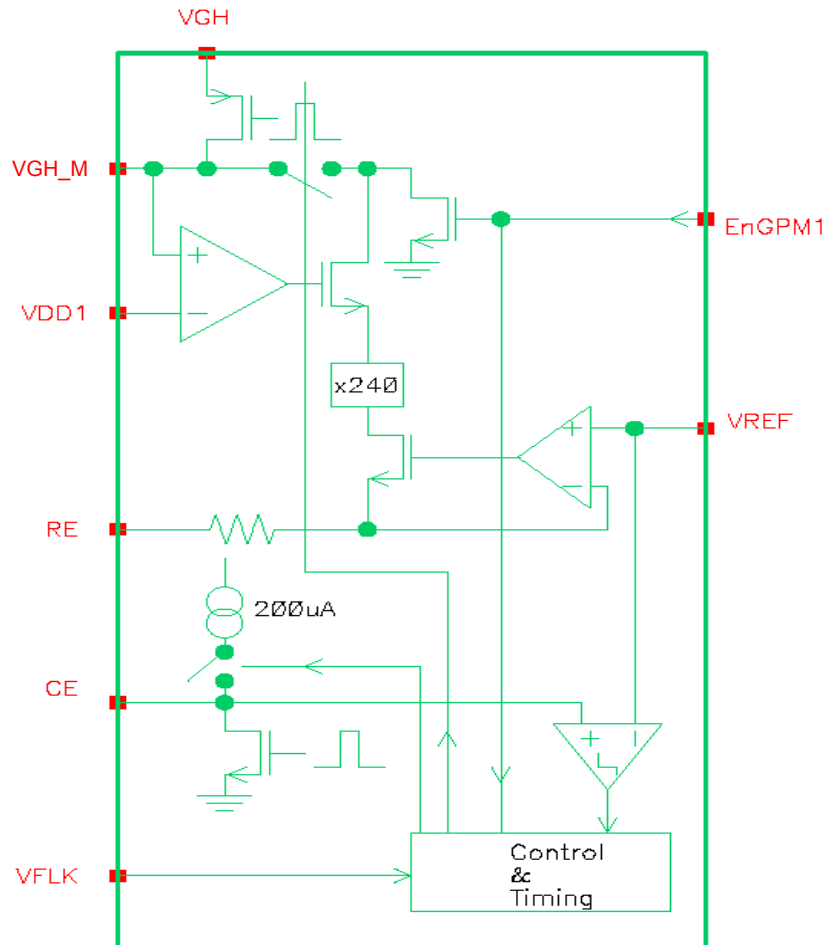 VGH
VGH_M
EnGPM1
+
VDD1
−
x240
+
VREF
−
RE
200uA
CE
+
−
Control
&
Timing
VFLK